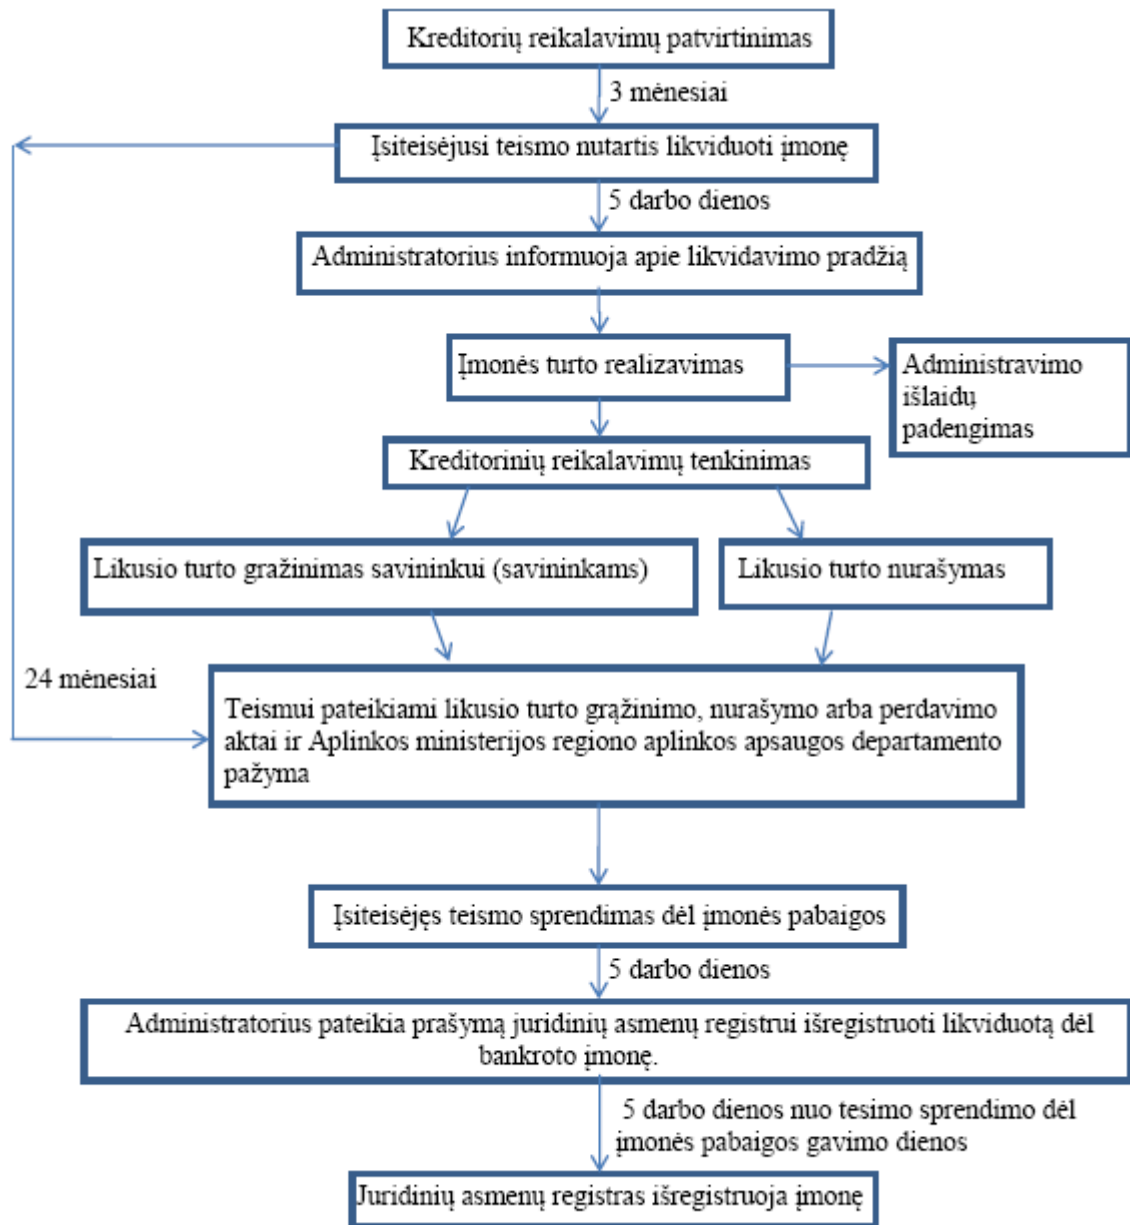 Kreditorių reikalavimų patvirtinimas
3 mėnesiai
Įsiteisėjusi teismo nutartis likviduoti įmonę
5 darbo dienos
Administratorius informuoja apie likvidavimo pradžią
Įmonės turto realizavimas
Administravimo
išlaidų
padengimas
Kreditorinių reikalavimų tenkinimas
Likusio turto gražinimas savininkui (savininkams)
Likusio turto nurašymas
24 mėnesiai
Teismui pateikiami likusio turto grąžinimo, nurašymo arba perdavimo
aktai ir Aplinkos ministerijos regiono aplinkos apsaugos departamento
pažyma
Įsiteisėjęs teismo sprendimas dėl įmonės pabaigos
5 darbo dienos
Administratorius pateikia prašymą juridinių asmenų registrui išregistruoti likviduotą dėl
bankroto įmonę.
5 darbo dienos nuo tesimo sprendimo dėl
įmonės pabaigos gavimo dienos
Juridinių asmenų registras išregistruoja įmonę